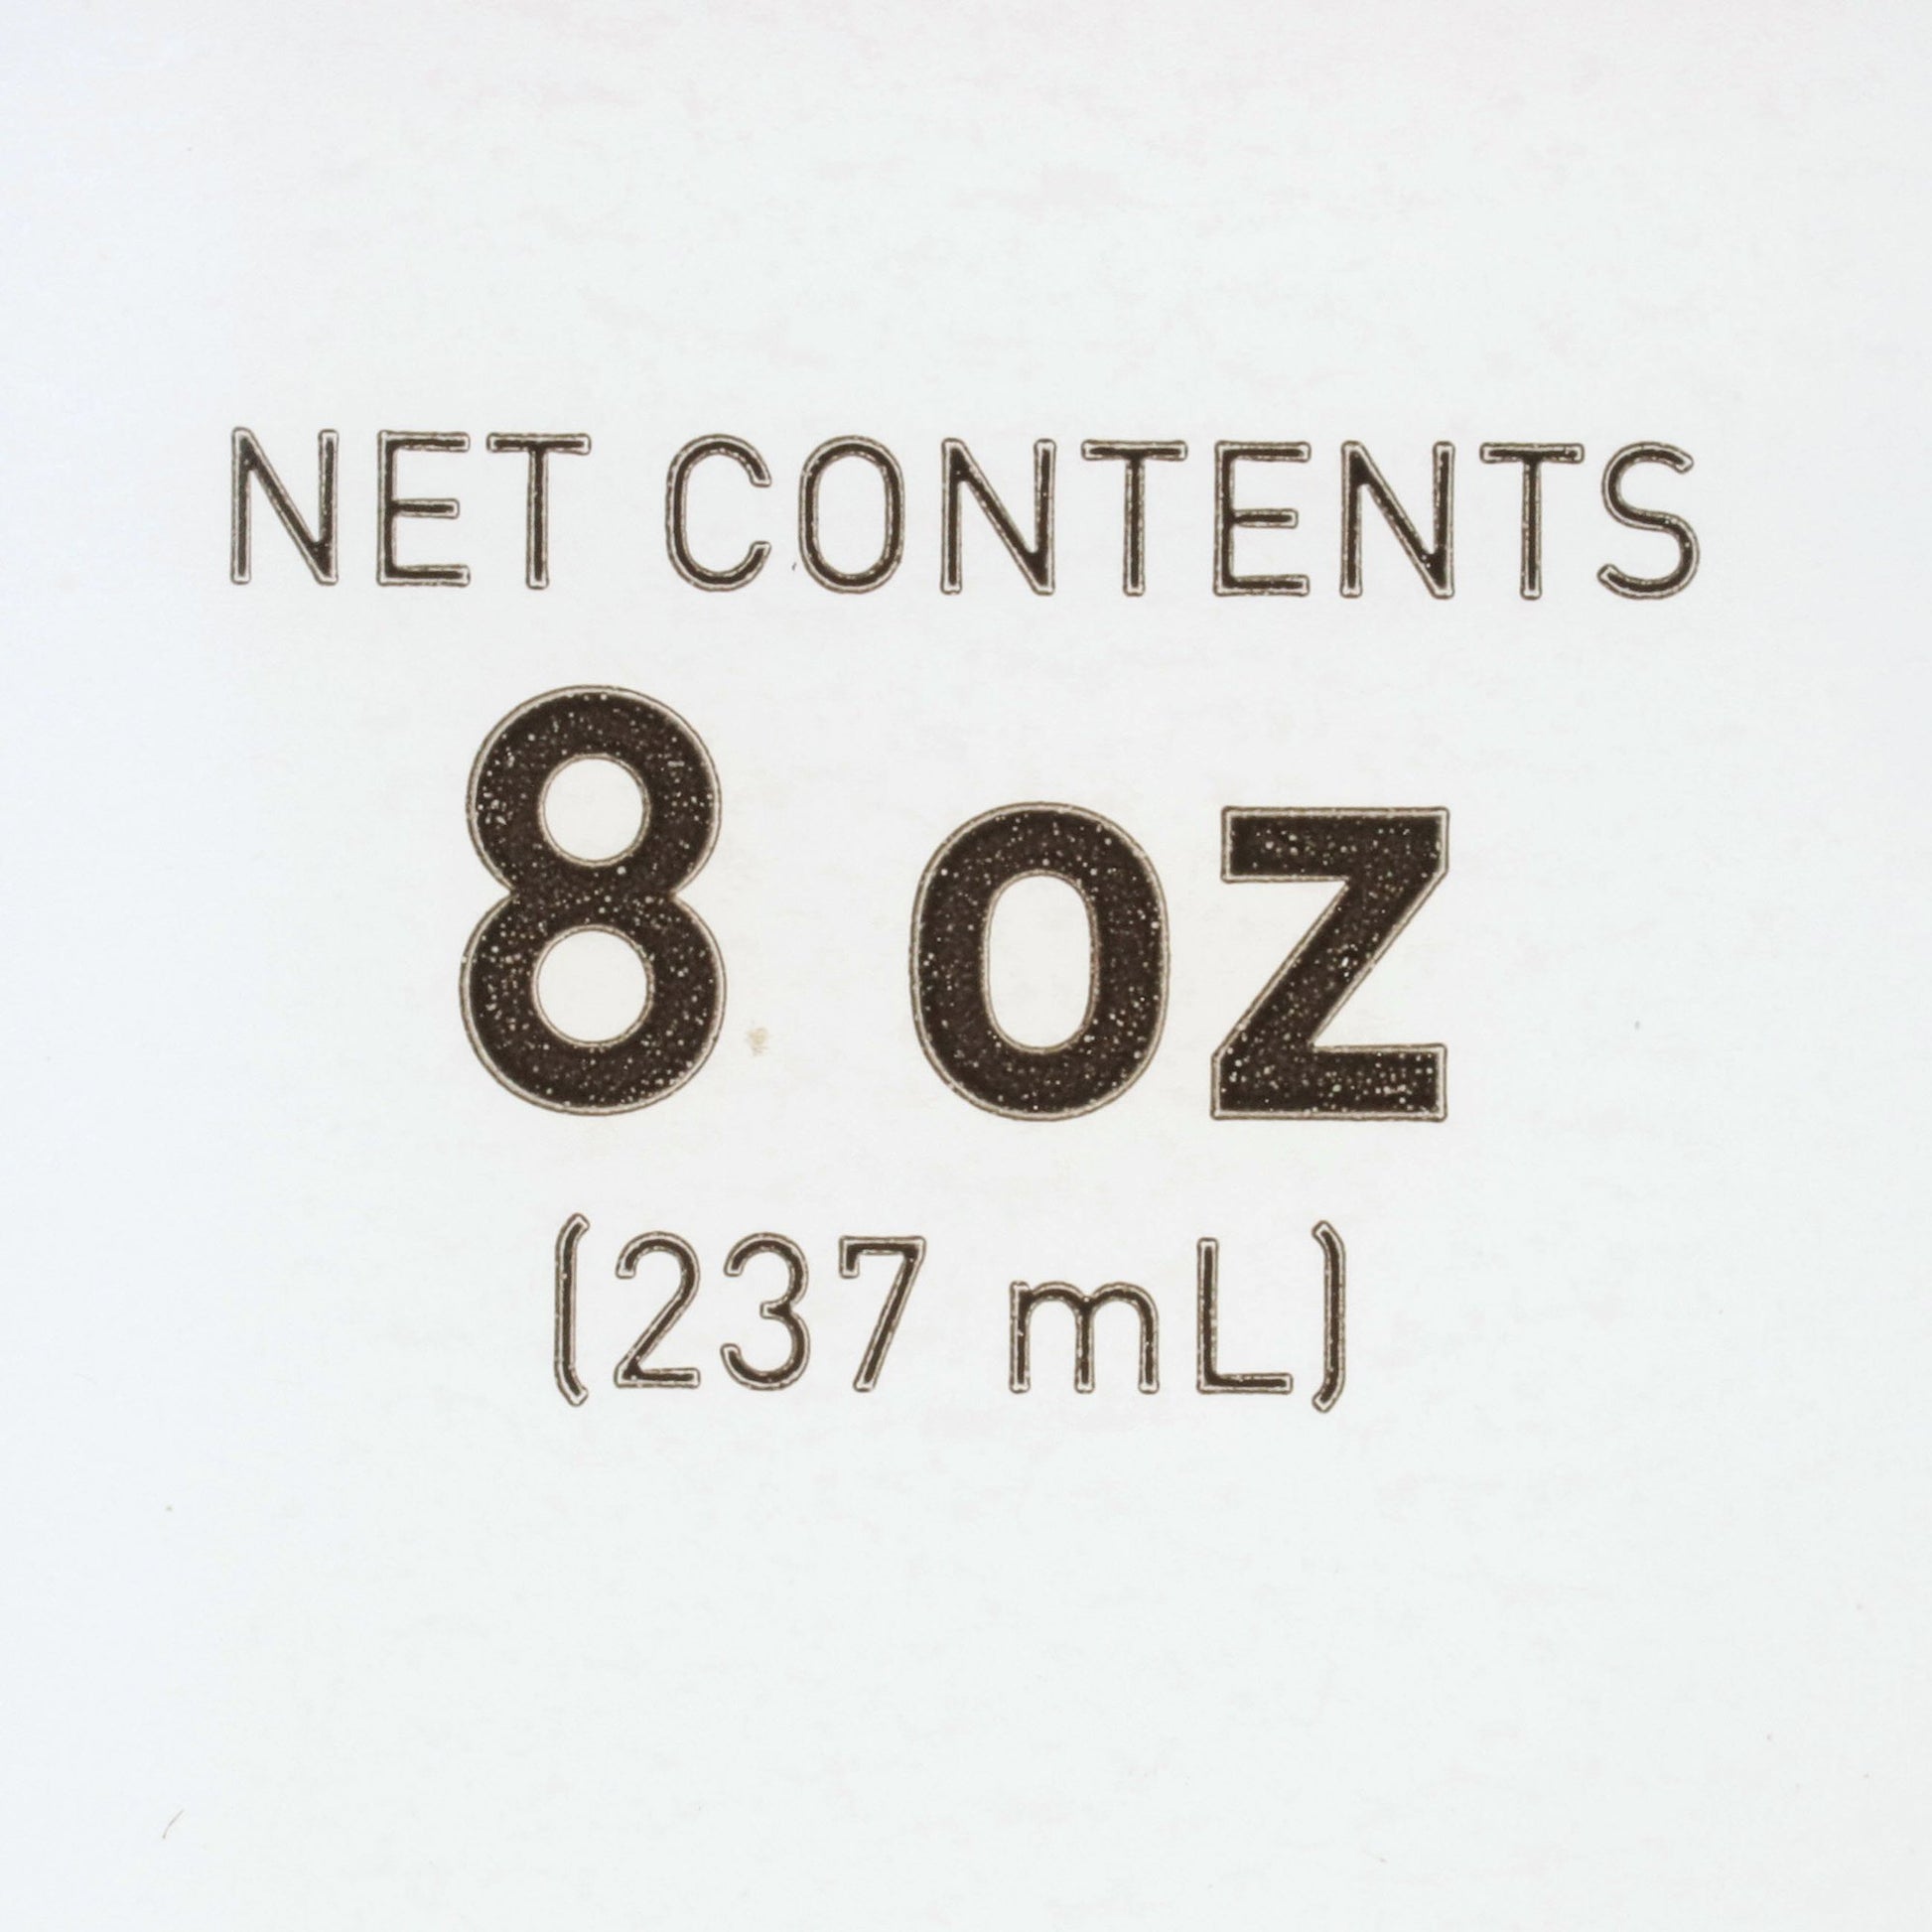 NET CONTENTS
8 oz
(237 mL)